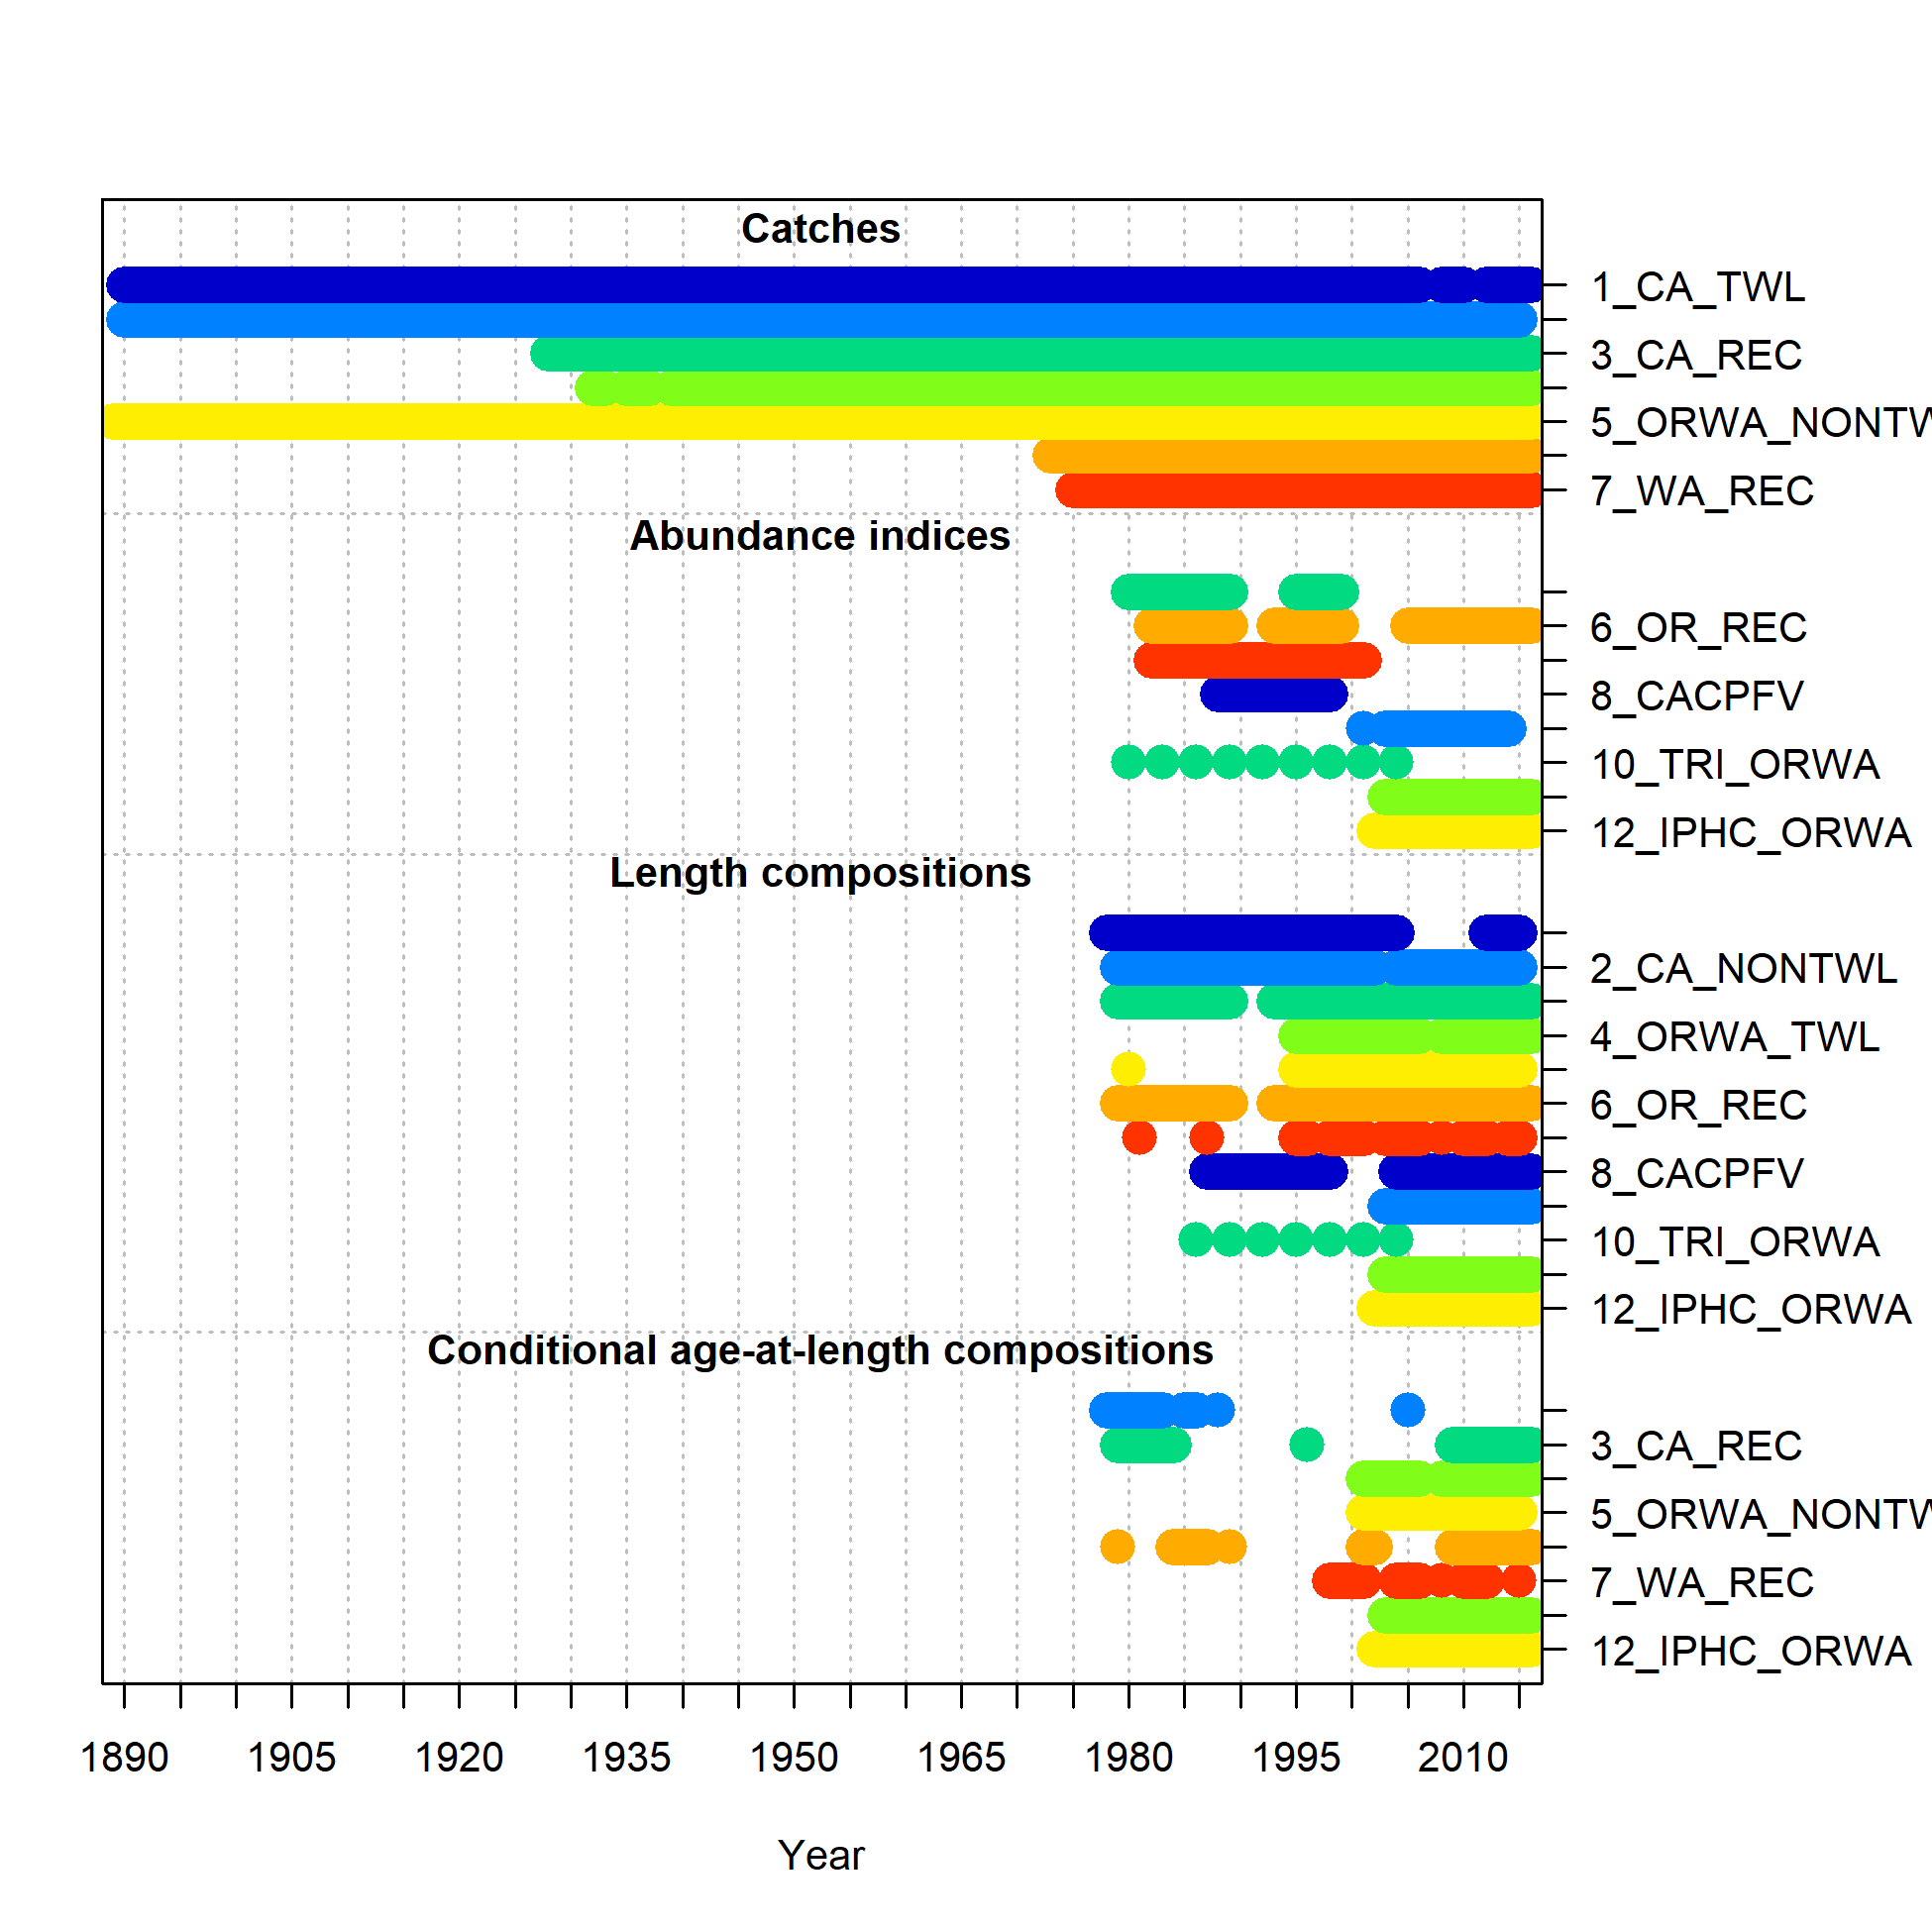 Catches
1_CA_TWL
3_CA_REC
5_ORWA_NONTW
7_WA_REC
Abundance indices
6_OR_REC
8_CACPFV
10_TRI_ORWA
12_IPHC_ORWA
Length compositions
2_CA_NONTWL
4_ORWA_TWL
6_OR_REC
8_CACPFV
10_TRI_ORWA
12_IPHC_ORWA
Conditional age-at-length compositions
3_CA_REC
5_ORWA_NONTW
7_WA_REC
12_IPHC_ORWA
1890 1905 1920 1935 1950 1965 1980 1995 2010
Year